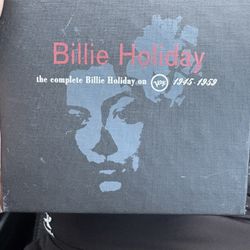 Billie Holiday
the complete Billie Holiday on Verve 1945-1959